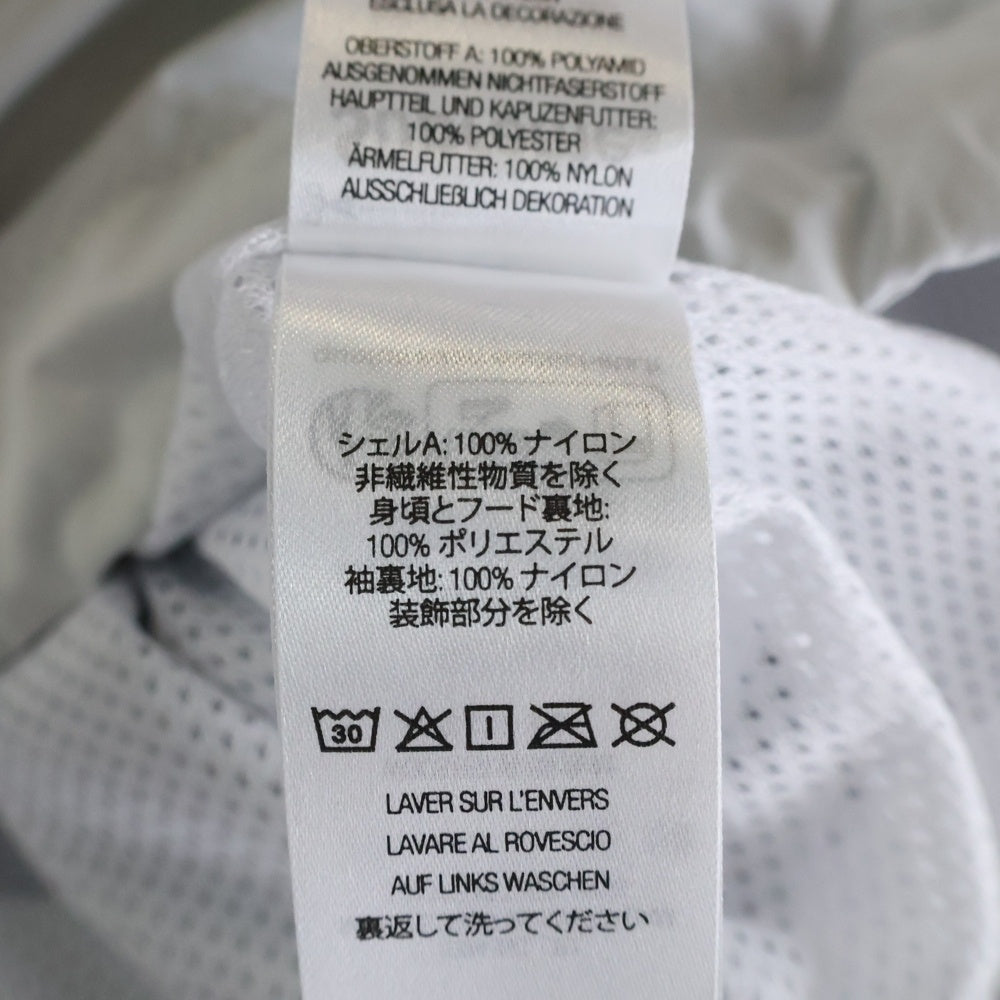 ESCLUSA LA DECORAZIONE
OBERSTOFF A: 100% POLYAMID
AUSGENOMMEN NICHTFASERSTOFF
HAUPTTEIL UND KAPUZENFUTTER:
100% POLYESTER
ÄRMELFUTTER: 100% NYLON
AUSSCHLIEßLICH DEKORATION
シェルA: 100% ナイロン
非繊維性物質を除く
身頃とフード裏地:
100% ポリエステル
袖裏地: 100% ナイロン
装飾部分を除く
30
LAVER SUR L'ENVERS
LAVARE AL ROVESCIO
AUF LINKS WASCHEN
裏返して洗ってください